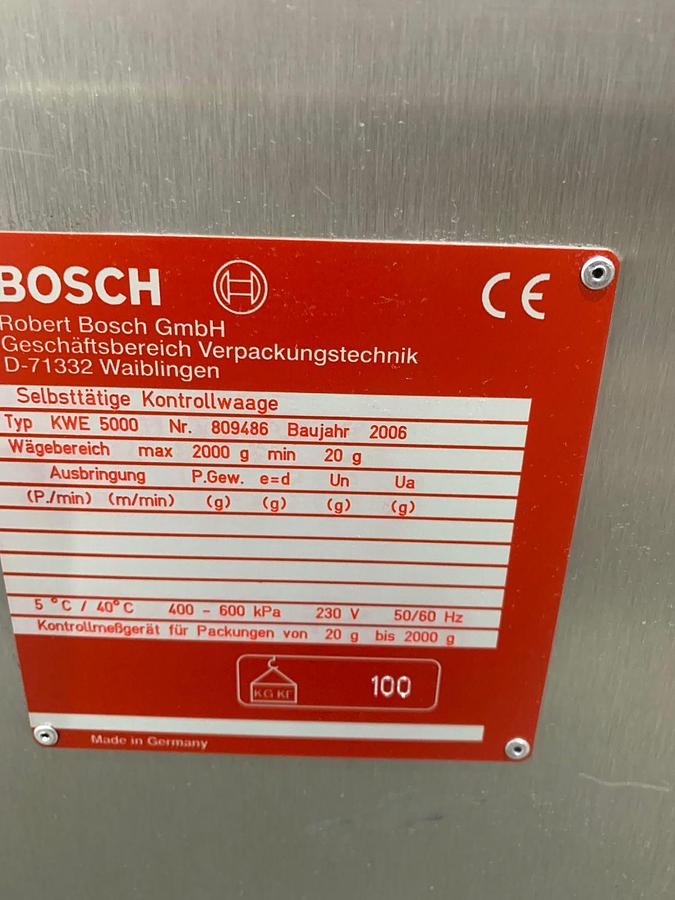 BOSCH
CE
Robert Bosch GmbH
Geschäftsbereich Verpackungstechnik
D-71332 Waiblingen
Selbsttätige Kontrollwaage
Typ KWE 5000 Nr. 809486 Baujahr 2006
Wägebereich max 2000 g min 20 g
Ausbringung P.Gew. e=d Un Ua
(P./min) (m/min) (g) (g) (g) (g)
5 °C / 40°C 400 - 600 kPa 230 V 50/60 Hz
Kontrollmeßgerät für Packungen von 20 g bis 2000 g
KG КГ 100
Made in Germany